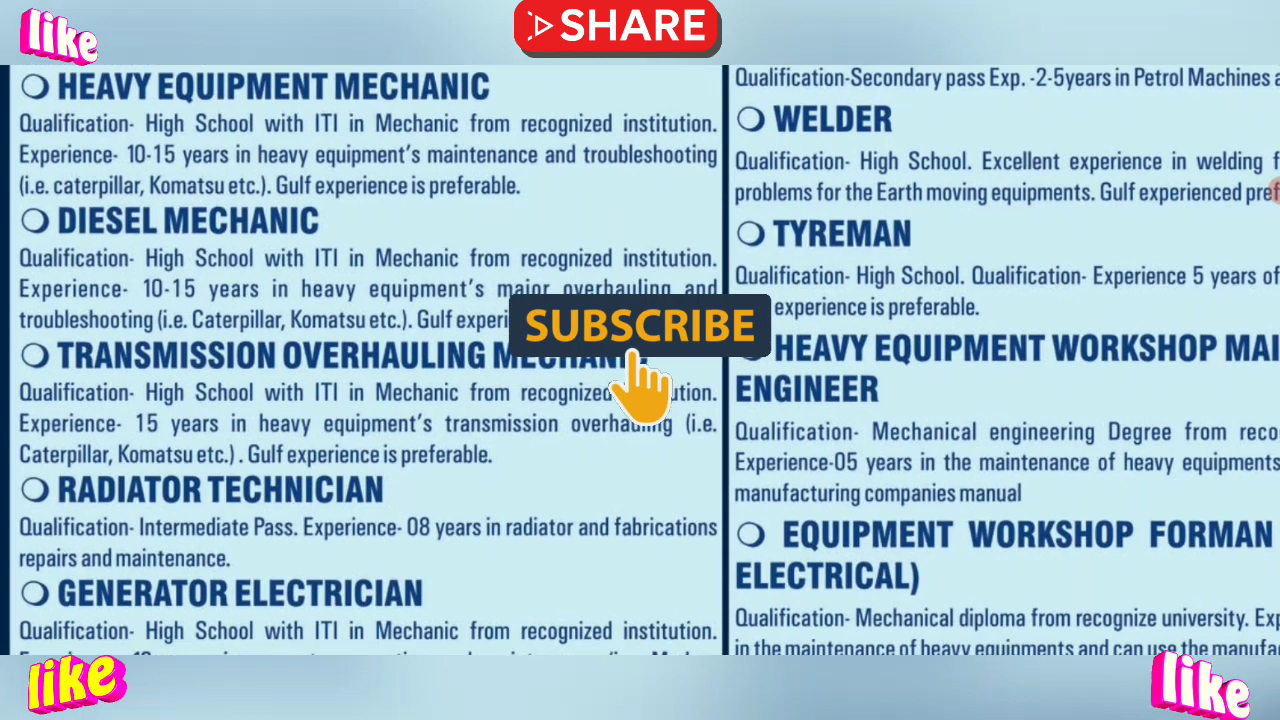 like
SHARE
HEAVY EQUIPMENT MECHANIC
Qualification- High School with ITI in Mechanic from recognized institution.
Experience- 10-15 years in heavy equipment's maintenance and troubleshooting
(i.e. caterpillar, Komatsu etc.). Gulf experience is preferable.
DIESEL MECHANIC
Qualification- High School with ITI in Mechanic from recognized institution.
Experience- 10-15 years in heavy equipment's major overhauling and
troubleshooting (i.e. Caterpillar, Komatsu etc.). Gulf
TRANSMISSION OVERHAULING
Qualification- High School with ITI in Mechanic from recognized
Experience- 15 years in heavy equipment's transmission overhauling (i.e.
Caterpillar, Komatsu etc.) . Gulf experience is preferable.
RADIATOR TECHNICIAN
Qualification- Intermediate Pass. Experience- 08 years in radiator and fabrications
repairs and maintenance.
GENERATOR ELECTRICIAN
Qualification- High School with ITI in Mechanic from recognized institution.
Qualification-Secondary pass Exp. -2-5years in Petrol Machines
WELDER
Qualification- High School. Excellent experience in welding
problems for the Earth moving equipments. Gulf experienced
TYREMAN
Qualification- High School. Qualification- Experience 5 years of
experience is preferable.
HEAVY EQUIPMENT WORKSHOP
ENGINEER
Qualification- Mechanical engineering Degree from
Experience-05 years in the maintenance of heavy equipments
manufacturing companies manual
EQUIPMENT WORKSHOP FORMAN
ELECTRICAL)
Qualification- Mechanical diploma from recognize university.
in the maintenance of heavy equipments and can use the
SUBSCRIBE
like
like